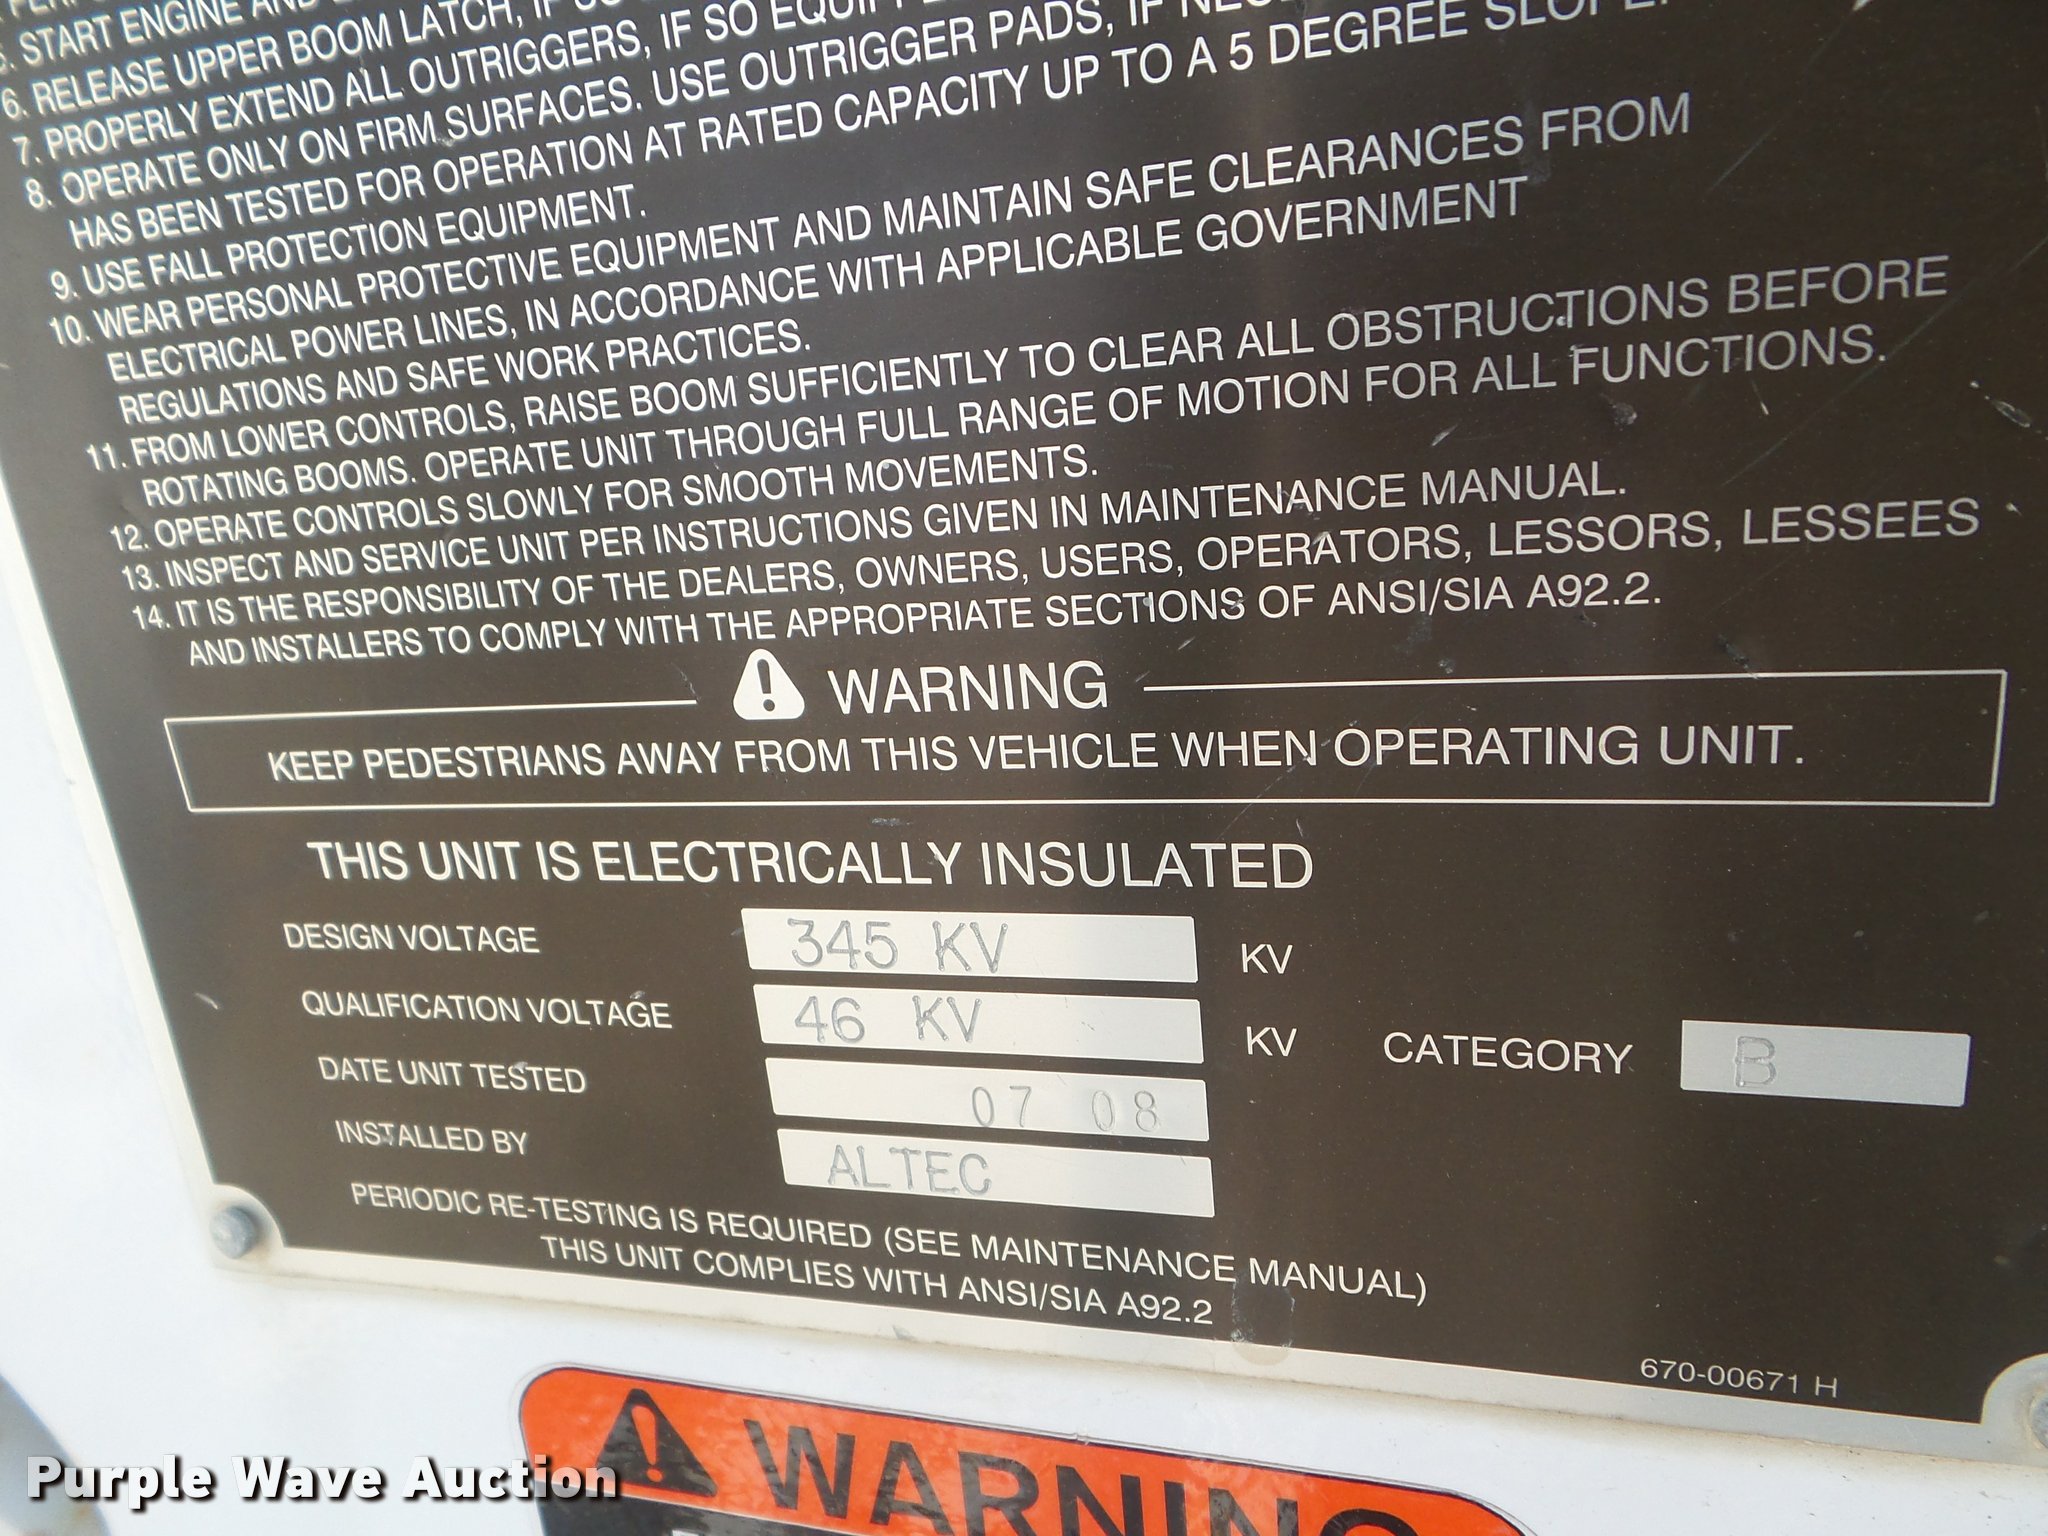 5. START ENGINE AND
6. RELEASE UPPER BOOM LATCH, IF SO
7. PROPERLY EXTEND ALL OUTRIGGERS, IF SO
8. OPERATE ONLY ON FIRM SURFACES. USE OUTRIGGER PADS, IF
HAS BEEN TESTED FOR OPERATION AT RATED CAPACITY UP TO A 5 DEGREE SLOPE.
9. USE FALL PROTECTION EQUIPMENT.
10. WEAR PERSONAL PROTECTIVE EQUIPMENT AND MAINTAIN SAFE CLEARANCES FROM
ELECTRICAL POWER LINES, IN ACCORDANCE WITH APPLICABLE GOVERNMENT
REGULATIONS AND SAFE WORK PRACTICES.
11. FROM LOWER CONTROLS, RAISE BOOM SUFFICIENTLY TO CLEAR ALL OBSTRUCTIONS BEFORE
ROTATING BOOMS. OPERATE UNIT THROUGH FULL RANGE OF MOTION FOR ALL FUNCTIONS.
12. OPERATE CONTROLS SLOWLY FOR SMOOTH MOVEMENTS.
13. INSPECT AND SERVICE UNIT PER INSTRUCTIONS GIVEN IN MAINTENANCE MANUAL.
14. IT IS THE RESPONSIBILITY OF THE DEALERS, OWNERS, USERS, OPERATORS, LESSORS, LESSEES
AND INSTALLERS TO COMPLY WITH THE APPROPRIATE SECTIONS OF ANSI/SIA A92.2.
WARNING
KEEP PEDESTRIANS AWAY FROM THIS VEHICLE WHEN OPERATING UNIT.
THIS UNIT IS ELECTRICALLY INSULATED
DESIGN VOLTAGE 345 KV KV
QUALIFICATION VOLTAGE 46 KV KV CATEGORY B
DATE UNIT TESTED 07 08
INSTALLED BY ALTEC
PERIODIC RE-TESTING IS REQUIRED (SEE MAINTENANCE MANUAL)
THIS UNIT COMPLIES WITH ANSI/SIA A92.2
670-00671 H
WARNING
Purple Wave Auction